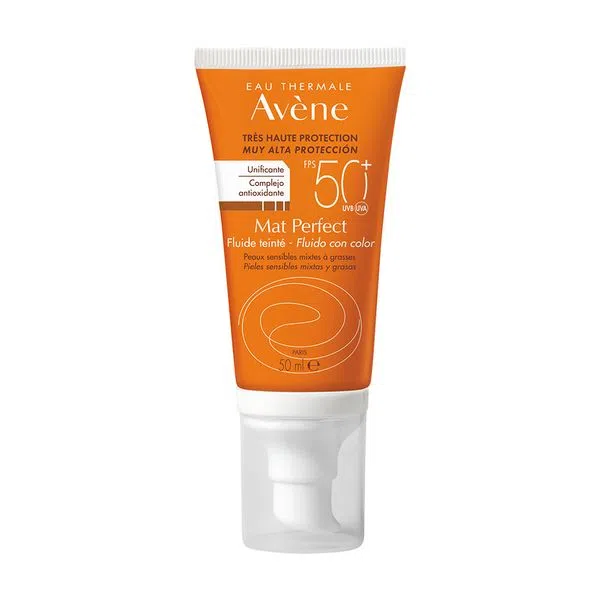 EAU THERMALE
Avène
TRÈS HAUTE PROTECTION
MUY ALTA PROTECCIÓN
Unificante
Complejo
antioxidante
FPS 50+
UVB UVA
Mat Perfect
Fluide teinté - Fluido con color
Peaux sensibles mixtes à grasses
Pieles sensibles mixtas y grasas
PARIS
50 ml ℮